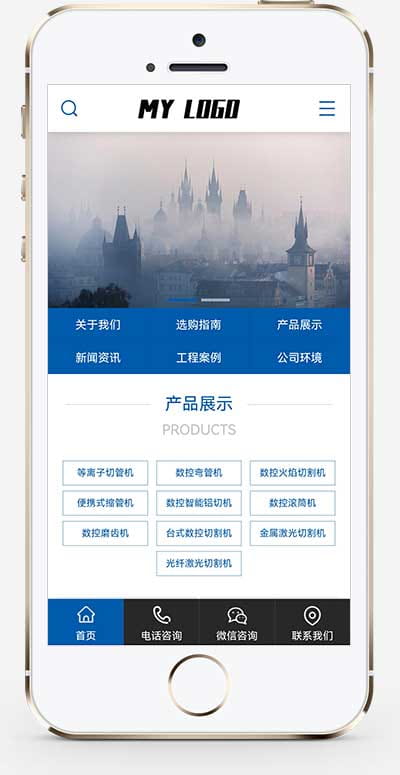 MY LOGO
关于我们 选购指南 产品展示
新闻资讯 工程案例 公司环境
产品展示
PRODUCTS
等离子切管机 数控弯管机 数控火焰切割机
便携式缩管机 数控智能铝切机 数控滚筒机
数控磨齿机 台式数控切割机 金属激光切割机
光纤激光切割机
首页 电话咨询 微信咨询 联系我们